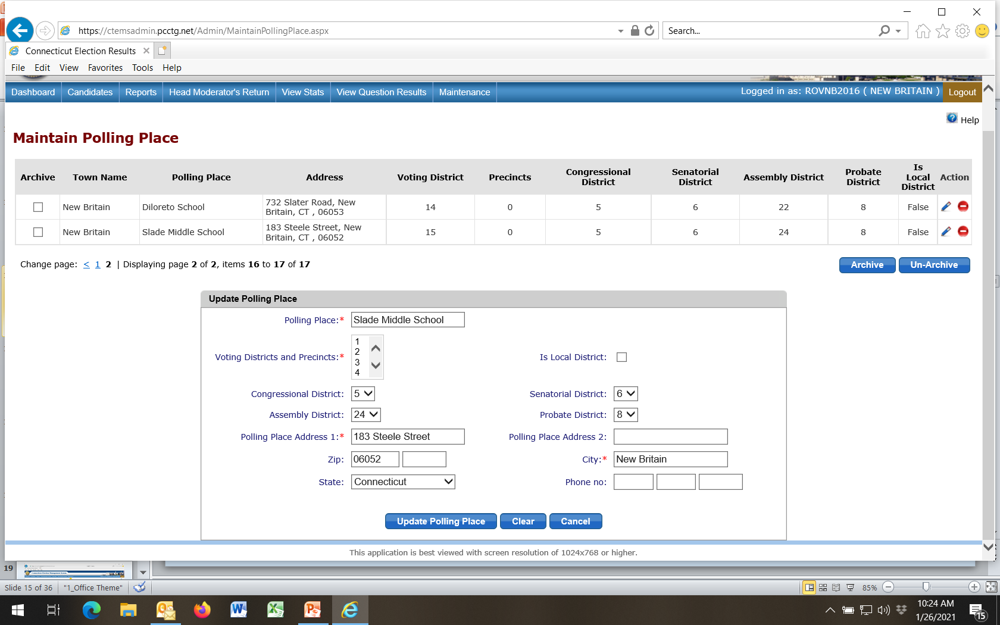 https://ctemsadmin.pcctg.net/Admin/MaintainPollingPlace.aspx
Search...
Connecticut Election Results
File Edit View Favorites Tools Help
Dashboard Candidates Reports Head Moderator's Return View Stats View Question Results Maintenance Logged in as: ROVNB2016 ( NEW BRITAIN ) Logout
Help
Maintain Polling Place
Archive Town Name Polling Place Address Voting District Precincts Congressional District Senatorial District Assembly District Probate District Is Local District Action
New Britain Diloreto School 732 Slater Road, New Britain, CT , 06053 14 0 5 6 22 8 False
New Britain Slade Middle School 183 Steele Street, New Britain, CT , 06052 15 0 5 6 24 8 False
Change page: < 1 2 | Displaying page 2 of 2, items 16 to 17 of 17
Archive Un-Archive
Update Polling Place
Polling Place:* Slade Middle School
Voting Districts and Precincts:* 1 2 3 4 Is Local District:
Congressional District: 5 Senatorial District: 6
Assembly District: 24 Probate District: 8
Polling Place Address 1:* 183 Steele Street Polling Place Address 2:
Zip: 06052 City:* New Britain
State: Connecticut Phone no:
Update Polling Place Clear Cancel
This application is best viewed with screen resolution of 1024x768 or higher.
19
Slide 15 of 36 "1_Office Theme" 85%
10:24 AM
1/26/2021
15